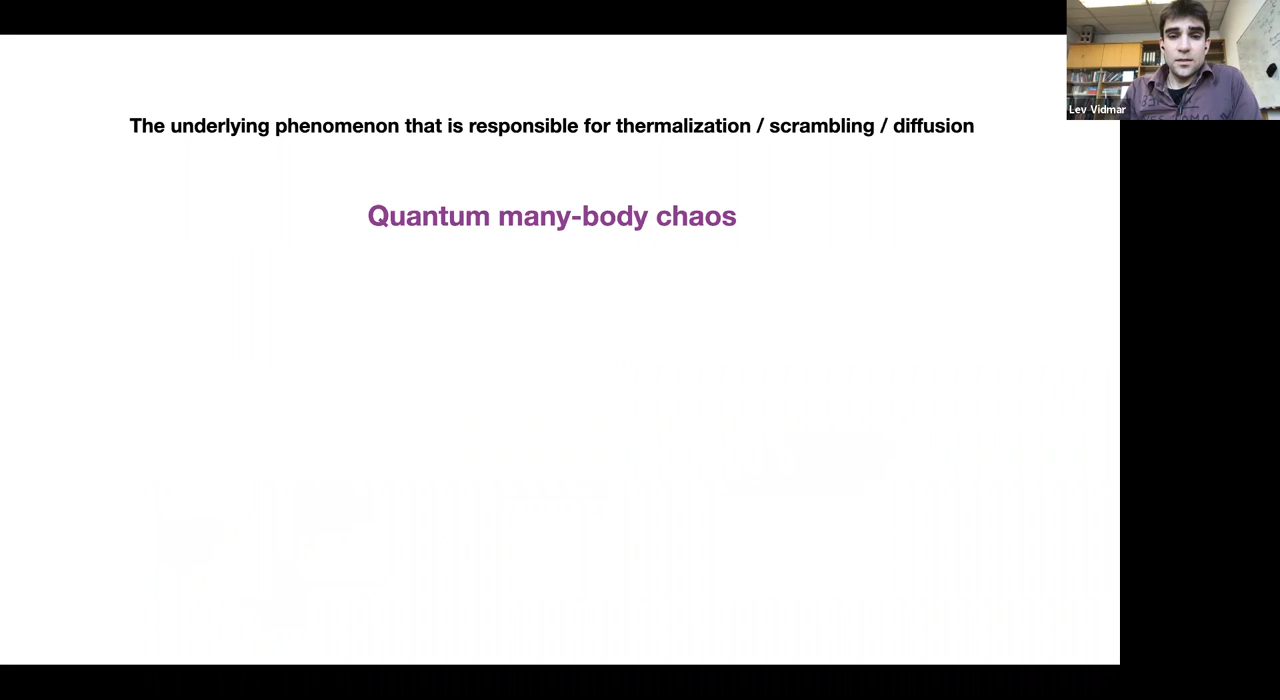 The underlying phenomenon that is responsible for thermalization / scrambling / diffusion
Quantum many-body chaos
Lev Vidmar